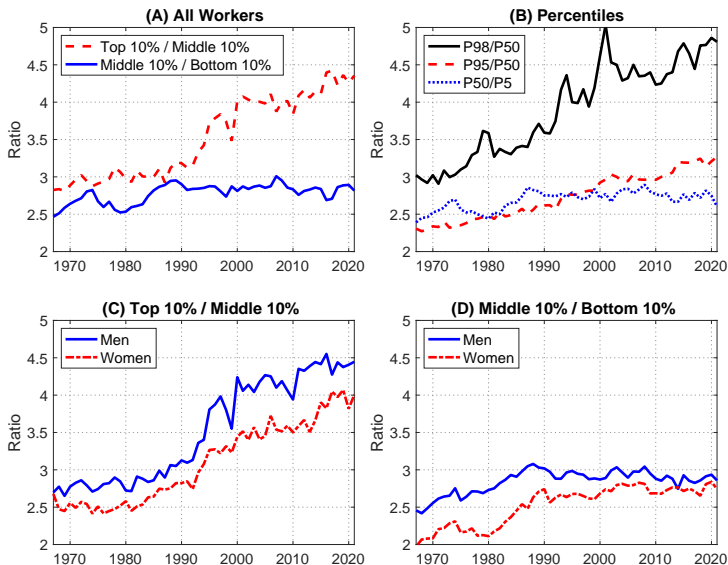 (A) All Workers
5
4.5
4
3.5
3
2.5
2
Ratio
Top 10% / Middle 10%
Middle 10% / Bottom 10%
1970 1980 1990 2000 2010 2020
(B) Percentiles
5
4.5
4
3.5
3
2.5
2
Ratio
P98/P50
P95/P50
P50/P5
1970 1980 1990 2000 2010 2020
(C) Top 10% / Middle 10%
5
4.5
4
3.5
3
2.5
2
Ratio
Men
Women
1970 1980 1990 2000 2010 2020
(D) Middle 10% / Bottom 10%
5
4.5
4
3.5
3
2.5
2
Ratio
Men
Women
1970 1980 1990 2000 2010 2020